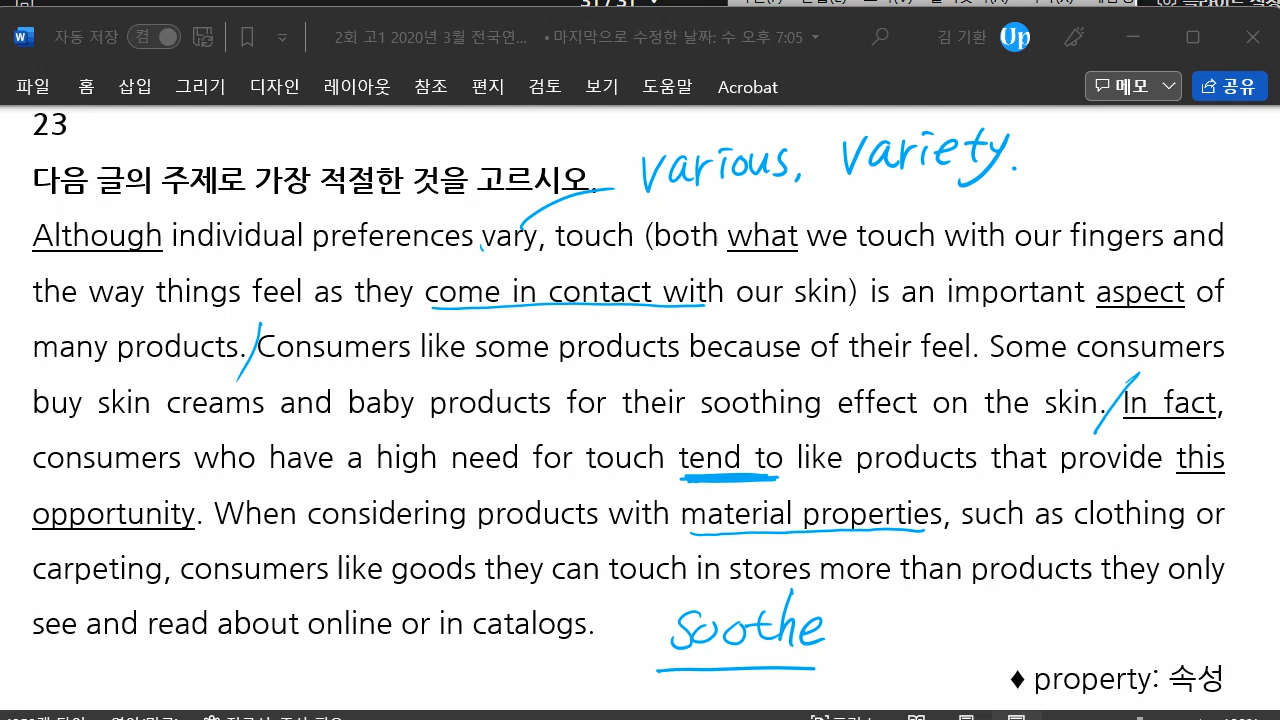 31 / 31
자동 저장 켬 2회 고1 2020년 3월 전국연... • 마지막으로 수정한 날짜: 수 오후 7:05 김 기환 Up
파일 홈 삽입 그리기 디자인 레이아웃 참조 편지 검토 보기 도움말 Acrobat 메모 공유
23
various, variety.
다음 글의 주제로 가장 적절한 것을 고르시오.
Although individual preferences vary, touch (both what we touch with our fingers and
the way things feel as they come in contact with our skin) is an important aspect of
many products. Consumers like some products because of their feel. Some consumers
buy skin creams and baby products for their soothing effect on the skin. In fact,
consumers who have a high need for touch tend to like products that provide this
opportunity. When considering products with material properties, such as clothing or
carpeting, consumers like goods they can touch in stores more than products they only
see and read about online or in catalogs.
soothe
♦ property: 속성